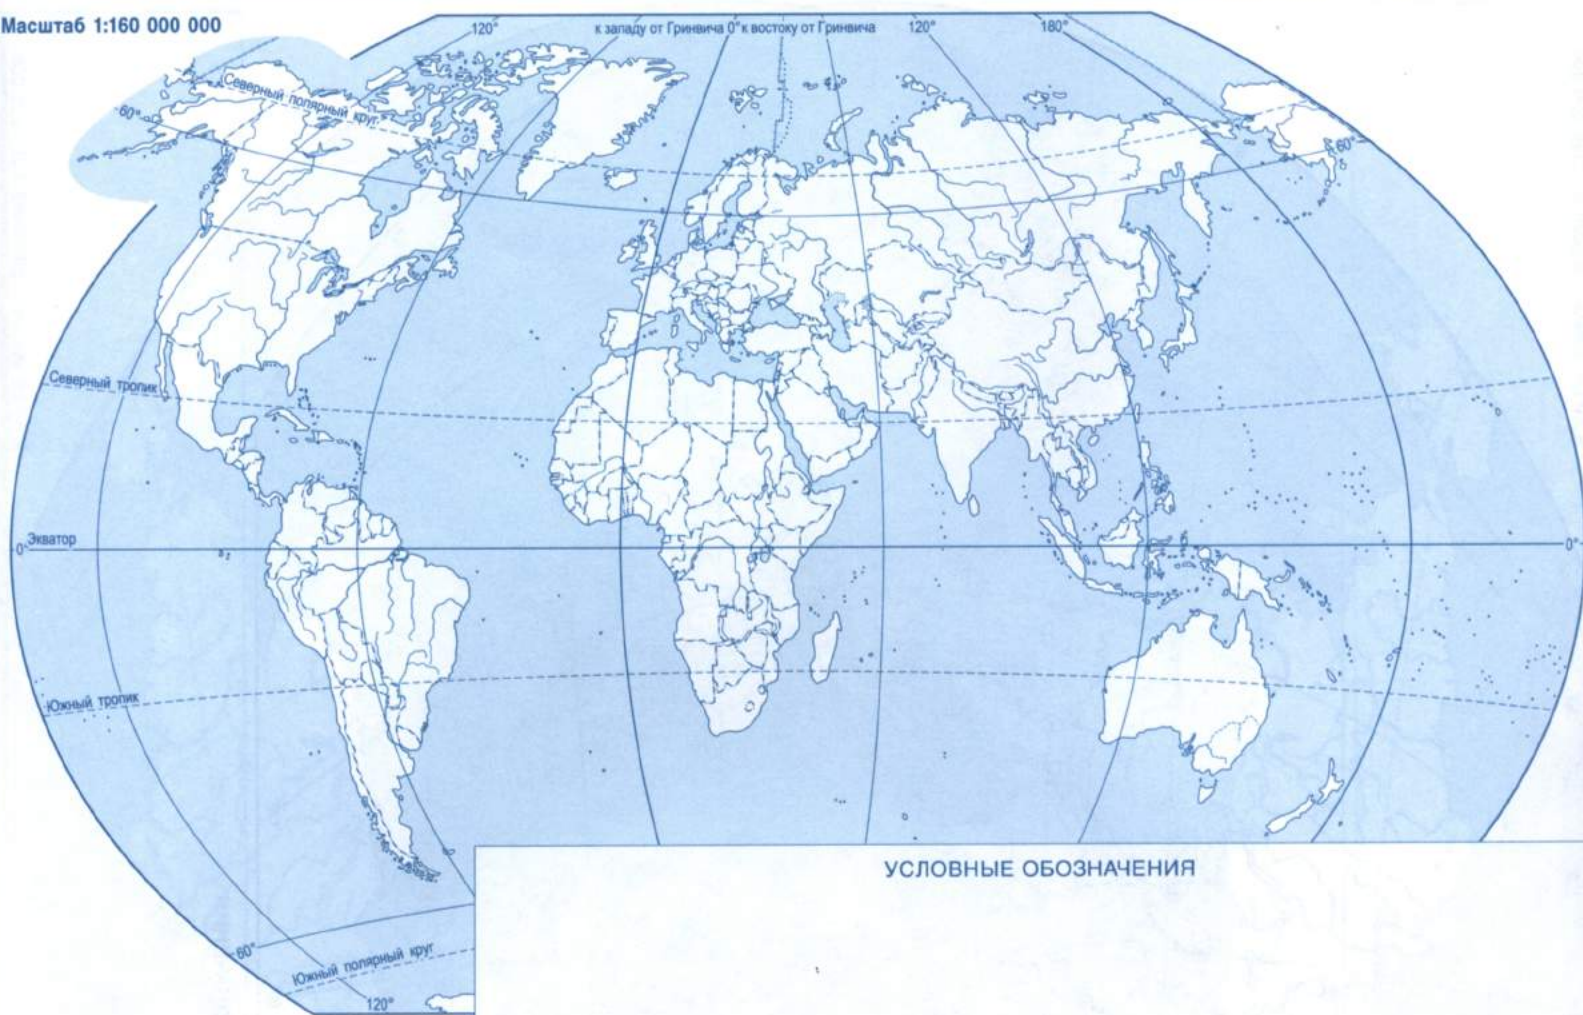 Масштаб 1:160 000 000
120°
к западу от Гринвича 0° к востоку от Гринвича
120°
180°
Северный полярный круг
60°
60°
Северный тропик
0°
Экватор
0°
Южный тропик
УСЛОВНЫЕ ОБОЗНАЧЕНИЯ
60°
Южный полярный круг
120°